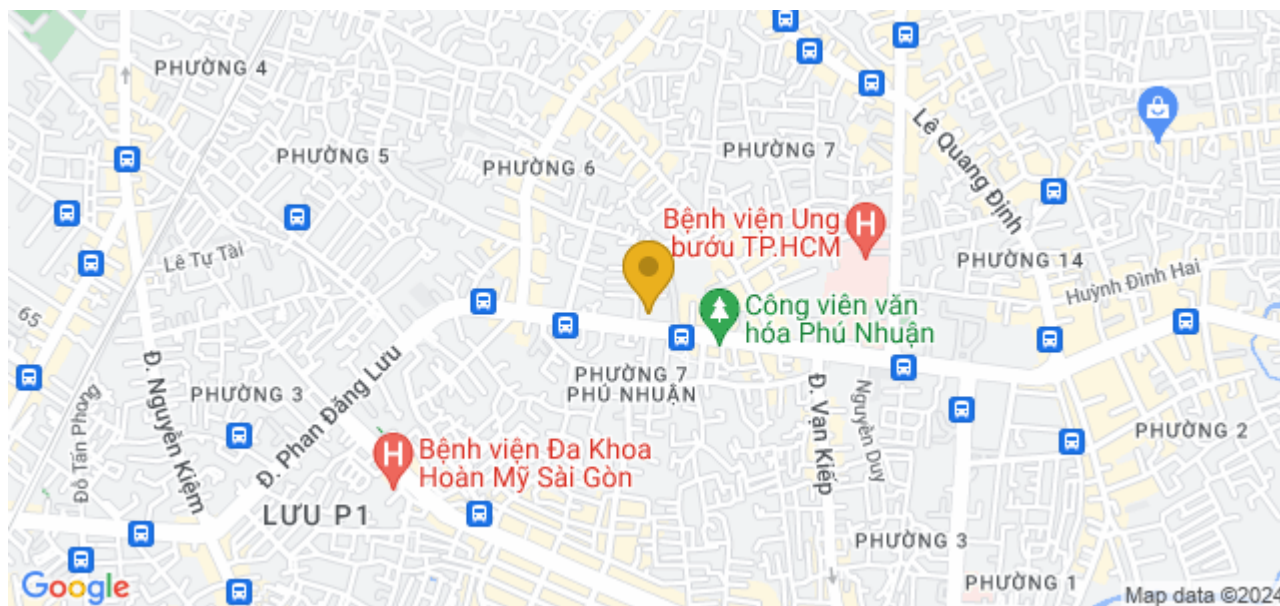 PHƯỜNG 4
PHƯỜNG 5
PHƯỜNG 6
PHƯỜNG 7
Lê Quang Định
Bệnh viện Ung
bướu TP.HCM
Lê Tự Tài
PHƯỜNG 14
Huỳnh Đình Hai
65
Công viên văn
hóa Phú Nhuận
Đ. Nguyễn Kiệm
PHƯỜNG 3
Đ. Phan Đăng Lưu
PHƯỜNG 7
PHÚ NHUẬN
Đ. Vạn Kiếp
Nguyễn Duy
Đỗ Tấn Phong
Bệnh viện Đa Khoa
Hoàn Mỹ Sài Gòn
PHƯỜNG 2
LƯU P1
PHƯỜNG 3
PHƯỜNG 1
Google
Map data ©2024